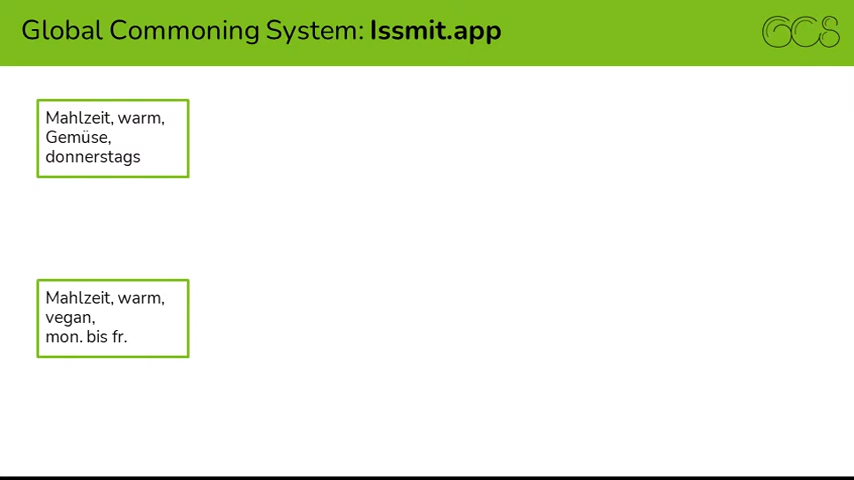 Global Commoning System: Issmit.app
GCS
Mahlzeit, warm,
Gemüse,
donnerstags
Mahlzeit, warm,
vegan,
mon. bis fr.